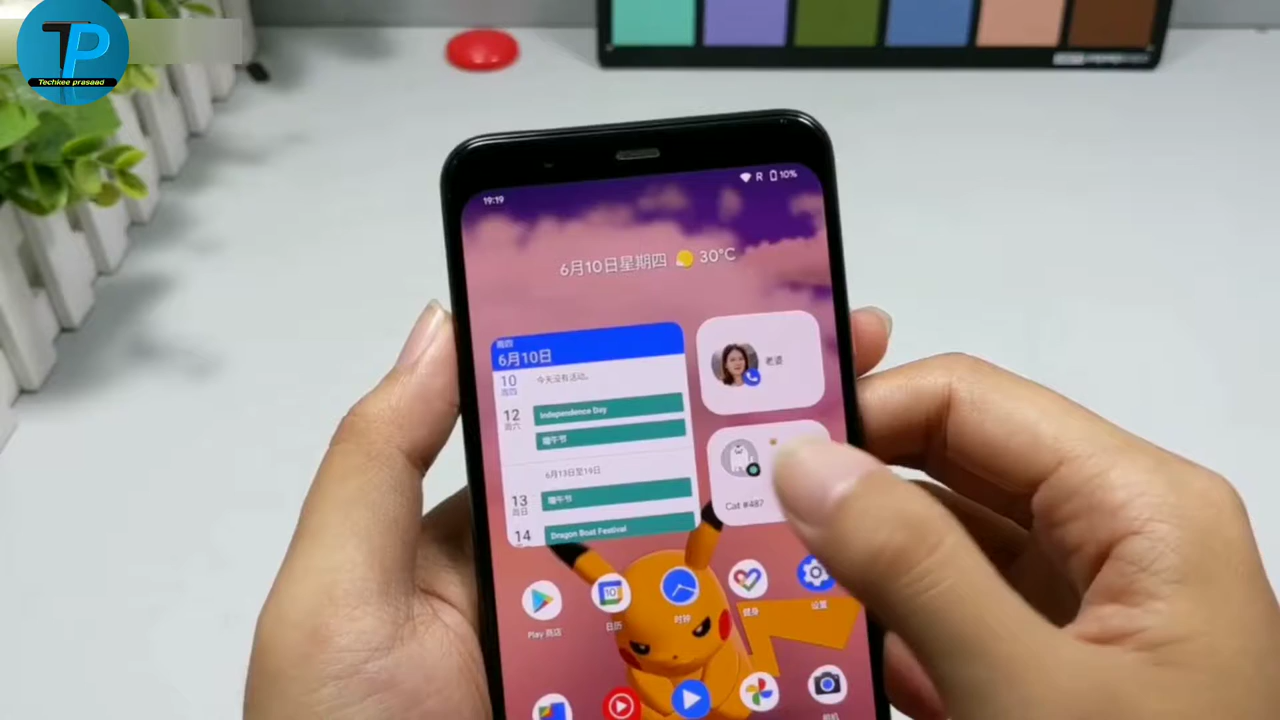 TP
Techkee prasaad
19:19
R
10%
6月10日星期四
30°C
周四
6月10日
10
周四
今天没有活动。
12
周六
Independence Day
端午节
6月13日至19日
13
周日
端午节
14
Dragon Boat Festival
老婆
Cat #487
10
Play 商店
日历
时钟
健身
设置
相机